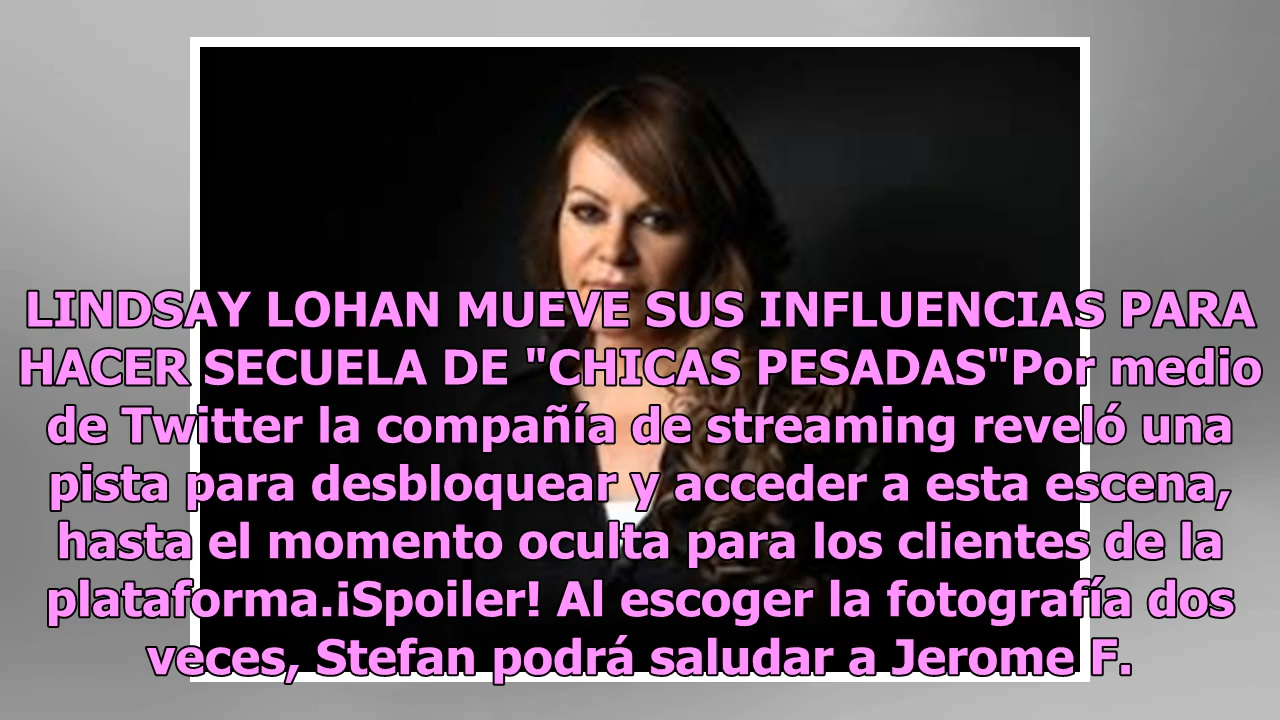 LINDSAY LOHAN MUEVE SUS INFLUENCIAS PARA
HACER SECUELA DE "CHICAS PESADAS"Por medio
de Twitter la compañía de streaming reveló una
pista para desbloquear y acceder a esta escena,
hasta el momento oculta para los clientes de la
plataforma.¡Spoiler! Al escoger la fotografía dos
veces, Stefan podrá saludar a Jerome F.